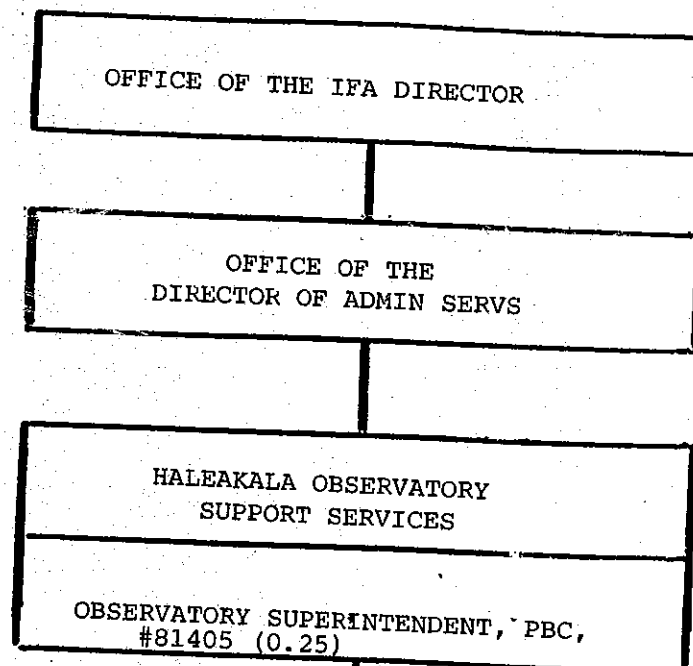 OFFICE OF THE IFA DIRECTOR
OFFICE OF THE
DIRECTOR OF ADMIN SERVS
HALEAKALA OBSERVATORY
SUPPORT SERVICES
OBSERVATORY SUPERINTENDENT, PBC,
#81405 (0.25)